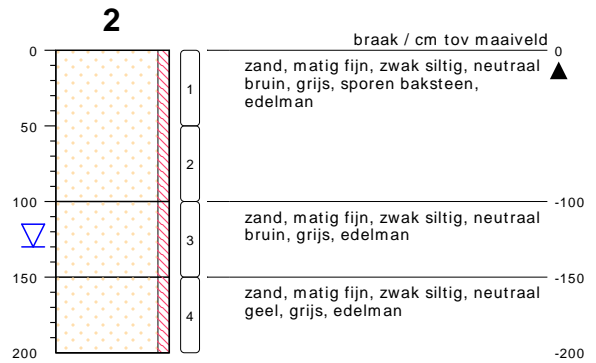 2
braak / cm tov maaiveld
0
0
zand, matig fijn, zwak siltig, neutraal
bruin, grijs, sporen baksteen,
edelman
1
50
2
100
-100
zand, matig fijn, zwak siltig, neutraal
bruin, grijs, edelman
3
150
-150
zand, matig fijn, zwak siltig, neutraal
geel, grijs, edelman
4
200
-200